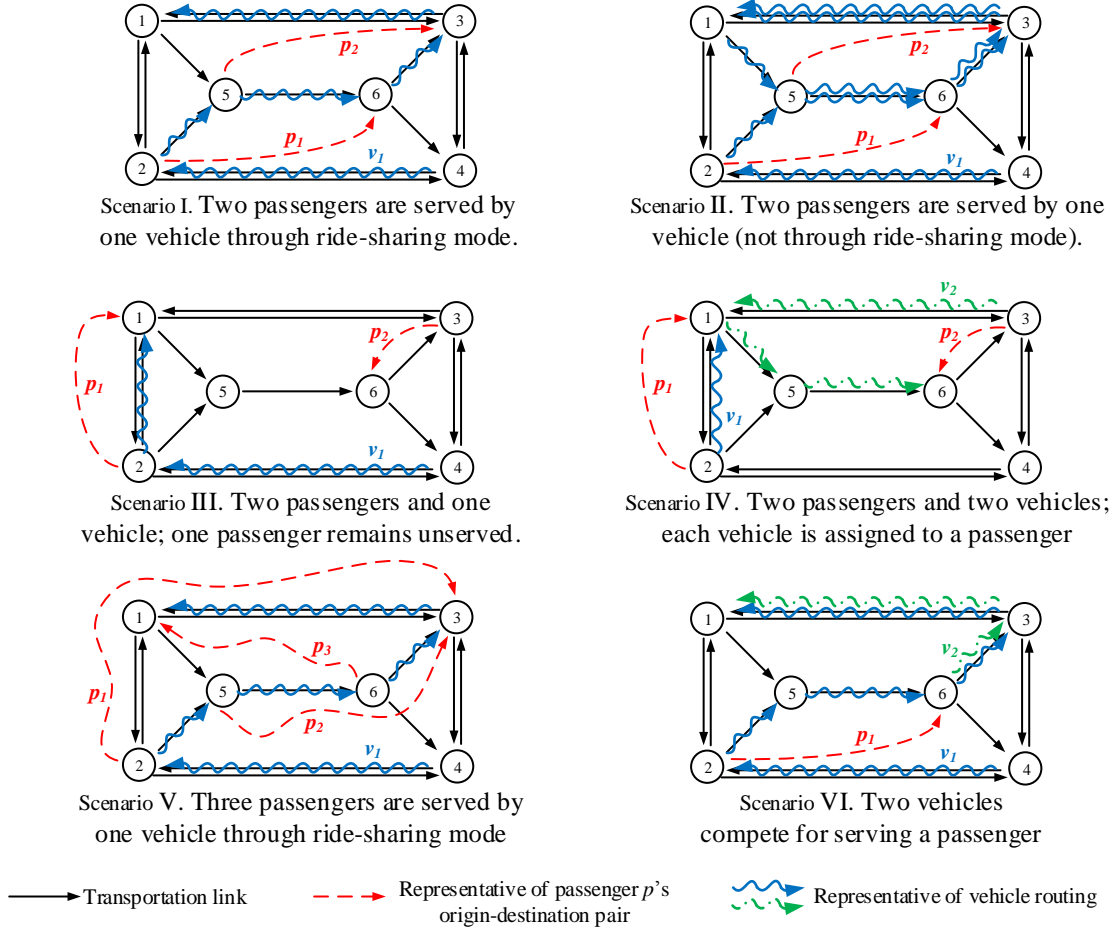 1
3
p2
5
6
p1
v1
2
4
Scenario I. Two passengers are served by
one vehicle through ride-sharing mode.
1
3
p2
5
6
p1
v1
2
4
Scenario II. Two passengers are served by one
vehicle (not through ride-sharing mode).
1
3
p2
p1
5
6
v1
2
4
Scenario III. Two passengers and one
vehicle; one passenger remains unserved.
v2
1
3
p2
p1
5
6
v1
2
4
Scenario IV. Two passengers and two vehicles;
each vehicle is assigned to a passenger
1
3
p3
p1
5
6
p2
v1
2
4
Scenario V. Three passengers are served by
one vehicle through ride-sharing mode
1
3
v2
5
6
p1
v1
2
4
Scenario VI. Two vehicles
compete for serving a passenger
Transportation link
Representative of passenger p's
origin-destination pair
Representative of vehicle routing